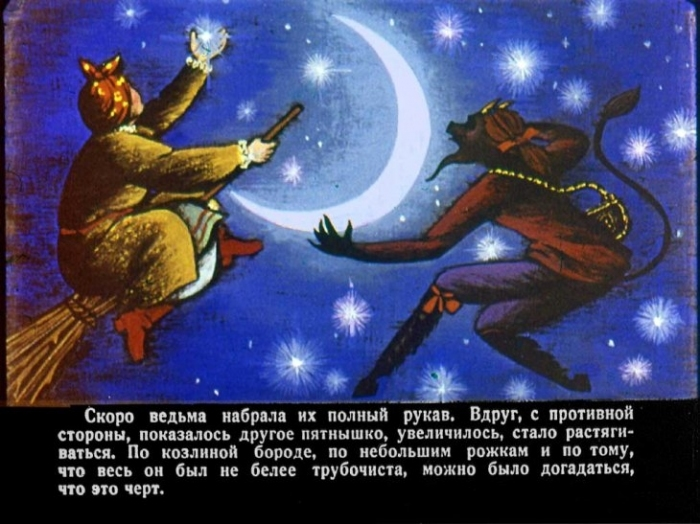 Скоро ведьма набрала их полный рукав. Вдруг, с противной
стороны, показалось другое пятнышко, увеличилось, стало растяги-
ваться. По козлиной бороде, по небольшим рожкам и по тому,
что весь он был не белее трубочиста, можно было догадаться,
что это черт.